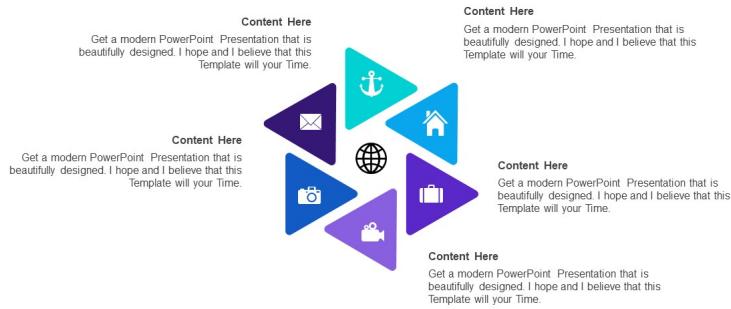 Content Here
Get a modern PowerPoint Presentation that is
beautifully designed. I hope and I believe that this
Template will your Time.
Content Here
Get a modern PowerPoint Presentation that is
beautifully designed. I hope and I believe that this
Template will your Time.
Content Here
Get a modern PowerPoint Presentation that is
beautifully designed. I hope and I believe that this
Template will your Time.
Content Here
Get a modern PowerPoint Presentation that is
beautifully designed. I hope and I believe that this
Template will your Time.
Content Here
Get a modern PowerPoint Presentation that is
beautifully designed. I hope and I believe that this
Template will your Time.